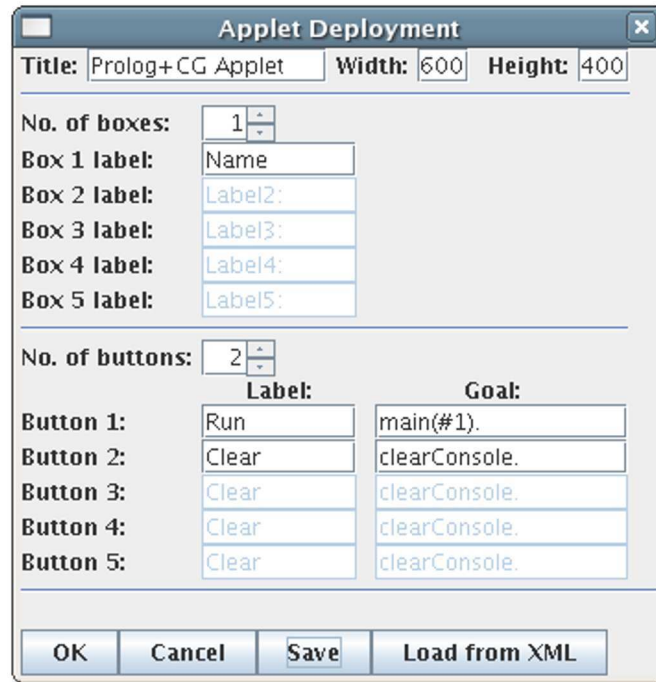 Applet Deployment
Title: Prolog+CG Applet Width: 600 Height: 400
No. of boxes: 1
Box 1 label: Name
Box 2 label: Label2:
Box 3 label: Label3:
Box 4 label: Label4:
Box 5 label: Label5:
No. of buttons: 2
Label: Goal:
Button 1: Run main(#1).
Button 2: Clear clearConsole.
Button 3: Clear clearConsole.
Button 4: Clear clearConsole.
Button 5: Clear clearConsole.
OK Cancel Save Load from XML